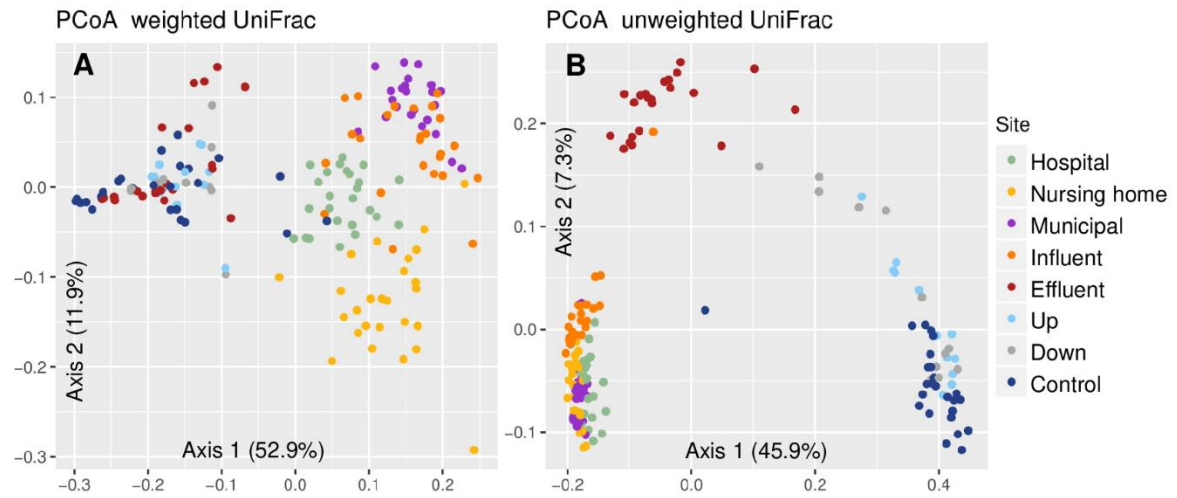 PCoA weighted UniFrac
A
Axis 2 (11.9%)
0.1
0.0
−0.1
−0.2
−0.3
Axis 1 (52.9%)
−0.3
−0.2
−0.1
0.0
0.1
0.2
PCoA unweighted UniFrac
B
Axis 2 (7.3%)
0.2
0.1
0.0
−0.1
Axis 1 (45.9%)
−0.2
0.0
0.2
0.4
Site
Hospital
Nursing home
Municipal
Influent
Effluent
Up
Down
Control